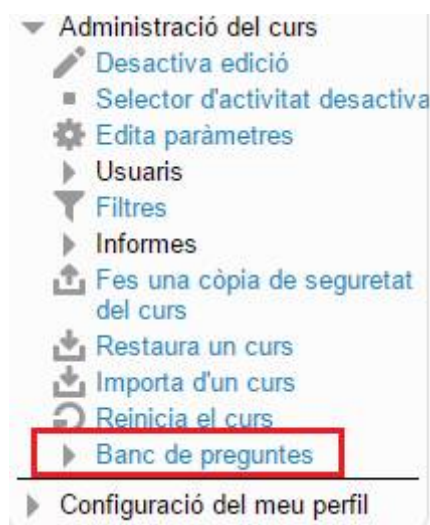 Administració del curs
Desactiva edició
Selector d'activitat desactiva
Edita paràmetres
Usuaris
Filtres
Informes
Fes una còpia de seguretat
del curs
Restaura un curs
Importa d'un curs
Reinicia el curs
Banc de preguntes
Configuració del meu perfil